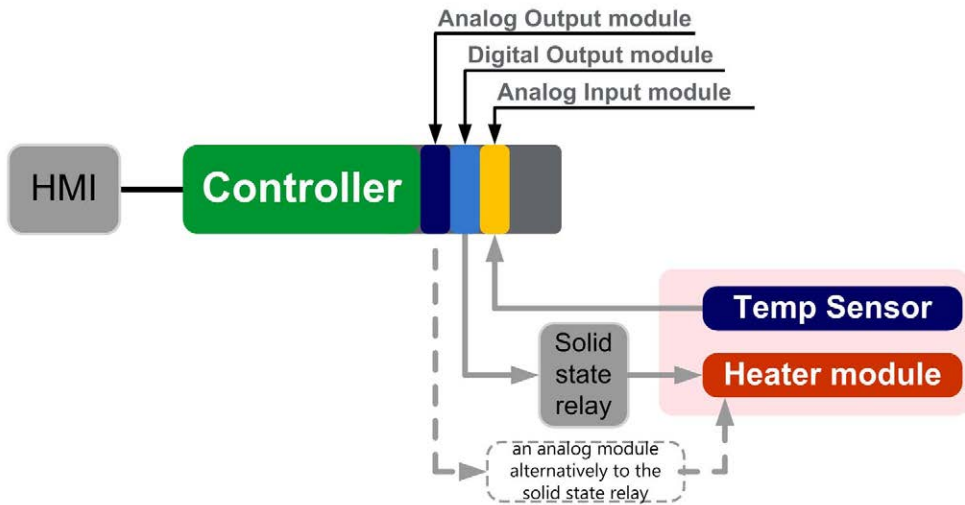 Analog Output module
Digital Output module
Analog Input module
HMI
Controller
Temp Sensor
Solid
state
relay
Heater module
an analog module
alternatively to the
solid state relay